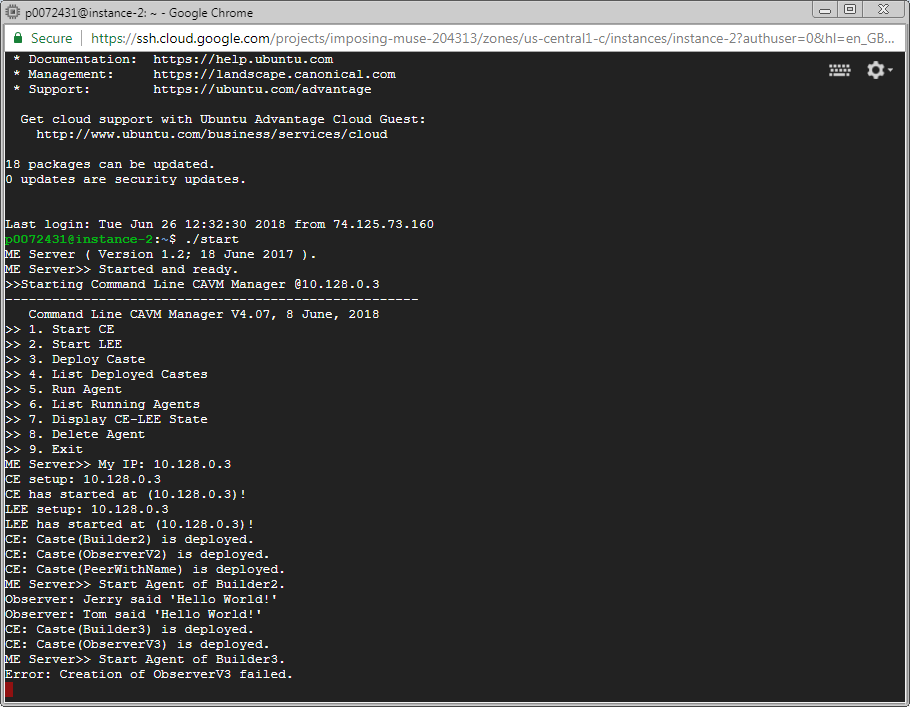 p0072431@instance-2: ~ - Google Chrome
Secure | https://ssh.cloud.google.com/projects/imposing-muse-204313/zones/us-central1-c/instances/instance-2?authuser=0&hl=en_GB...
* Documentation:  https://help.ubuntu.com
* Management:     https://landscape.canonical.com
* Support:        https://ubuntu.com/advantage
Get cloud support with Ubuntu Advantage Cloud Guest:
http://www.ubuntu.com/business/services/cloud
18 packages can be updated.
0 updates are security updates.
Last login: Tue Jun 26 12:32:30 2018 from 74.125.73.160
p0072431@instance-2:~$ ./start
ME Server ( Version 1.2; 18 June 2017 ).
ME Server>> Started and ready.
>>Starting Command Line CAVM Manager @10.128.0.3
-----------------------------------------------------
Command Line CAVM Manager V4.07, 8 June, 2018
>> 1. Start CE
>> 2. Start LEE
>> 3. Deploy Caste
>> 4. List Deployed Castes
>> 5. Run Agent
>> 6. List Running Agents
>> 7. Display CE-LEE State
>> 8. Delete Agent
>> 9. Exit
ME Server>> My IP: 10.128.0.3
CE setup: 10.128.0.3
CE has started at (10.128.0.3)!
LEE setup: 10.128.0.3
LEE has started at (10.128.0.3)!
CE: Caste(Builder2) is deployed.
CE: Caste(ObserverV2) is deployed.
CE: Caste(PeerWithName) is deployed.
ME Server>> Start Agent of Builder2.
Observer: Jerry said 'Hello World!'
Observer: Tom said 'Hello World!'
CE: Caste(Builder3) is deployed.
CE: Caste(ObserverV3) is deployed.
ME Server>> Start Agent of Builder3.
Error: Creation of ObserverV3 failed.